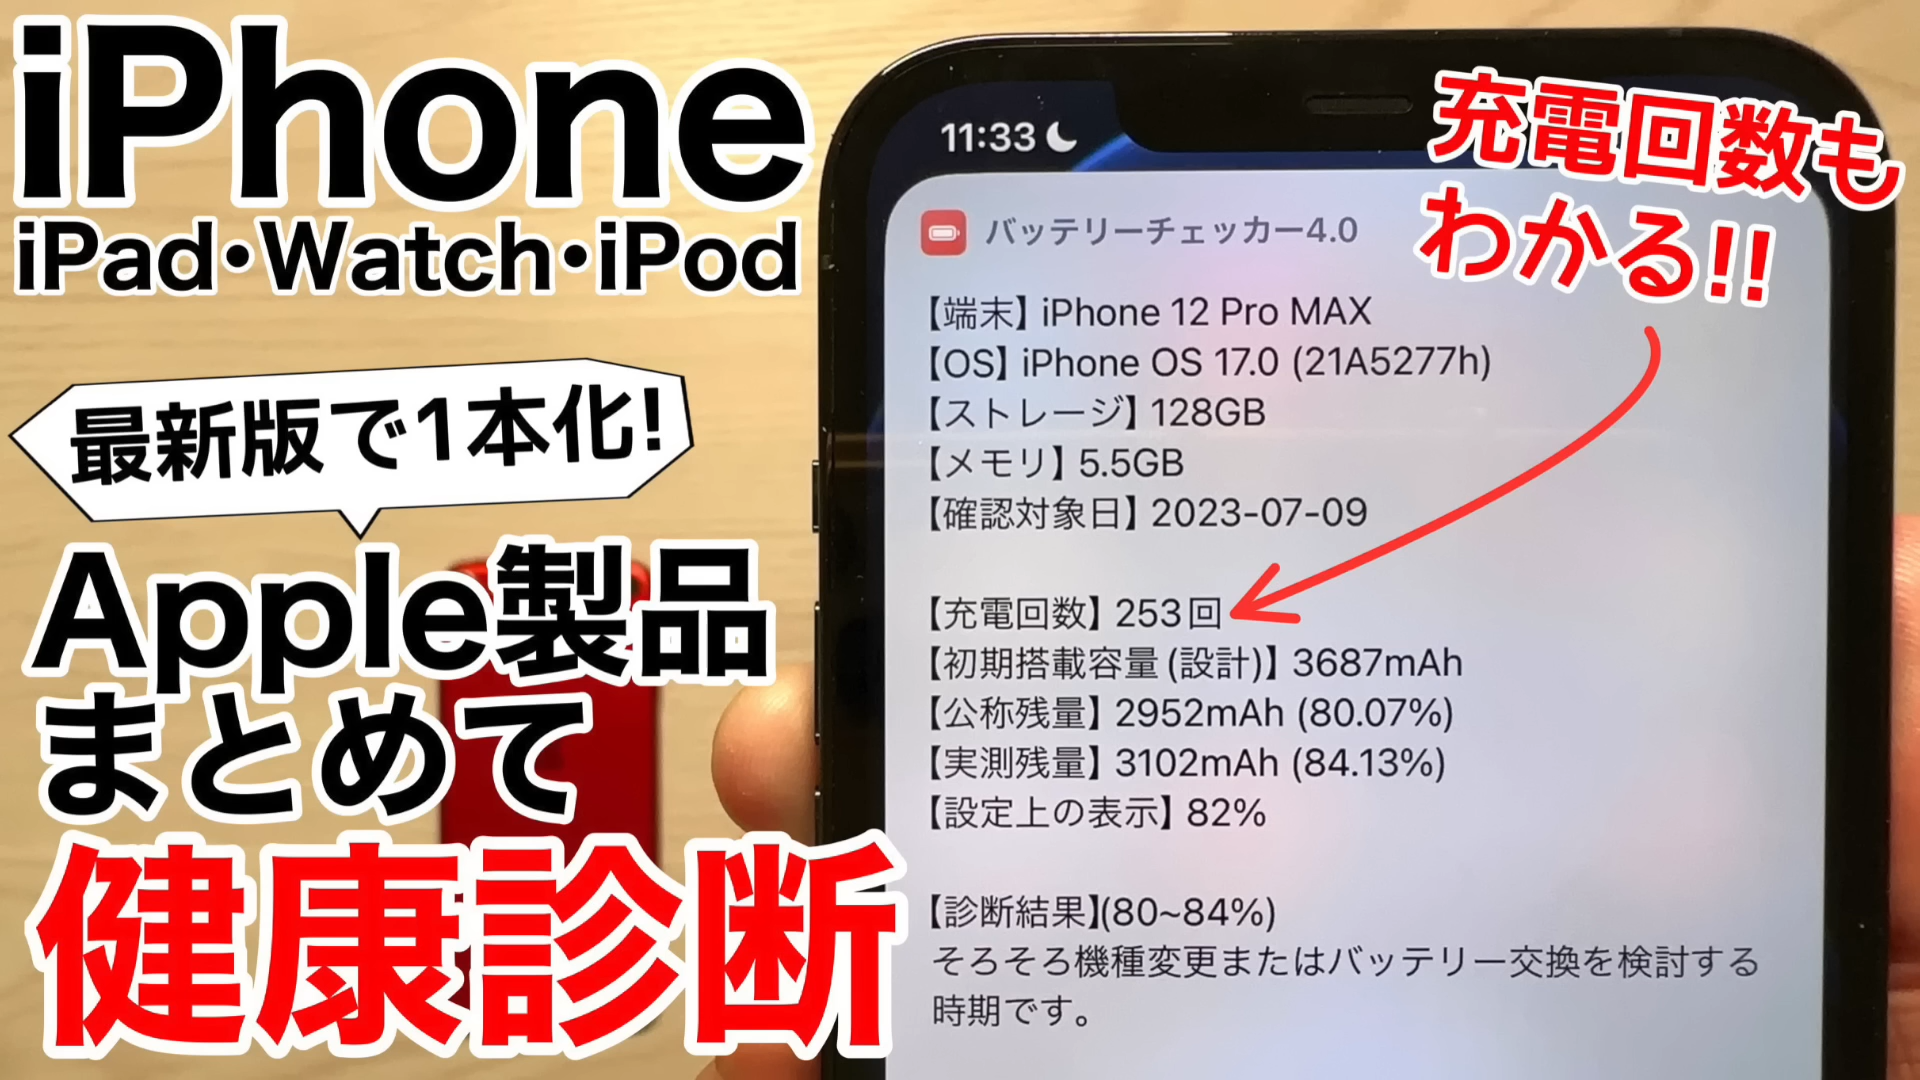 iPhone
iPad・Watch・iPod
最新版で1本化!
Apple製品
まとめて
健康診断
充電回数も
わかる!!
11:33
バッテリーチェッカー4.0
【端末】iPhone 12 Pro MAX
【OS】iPhone OS 17.0 (21A5277h)
【ストレージ】128GB
【メモリ】5.5GB
【確認対象日】2023-07-09
【充電回数】253回
【初期搭載容量(設計)】3687mAh
【公称残量】2952mAh (80.07%)
【実測残量】3102mAh (84.13%)
【設定上の表示】82%
【診断結果】(80~84%)
そろそろ機種変更またはバッテリー交換を検討する
時期です。